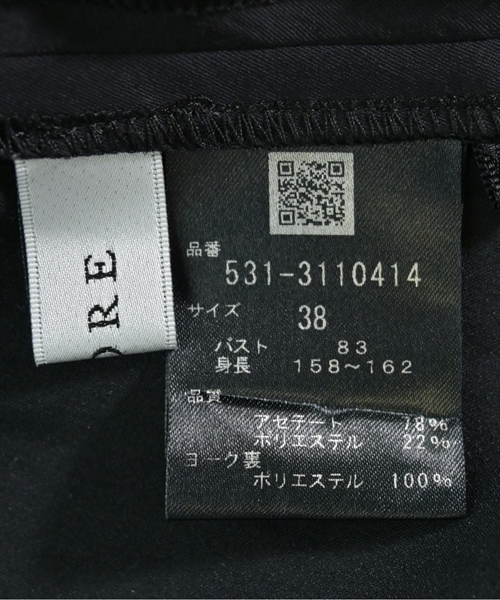 ORE
品番
531-3110414
サイズ 38
バスト 83
身長 158～162
品質
アセテート 78%
ポリエステル 22%
ヨーク裏
ポリエステル 100%